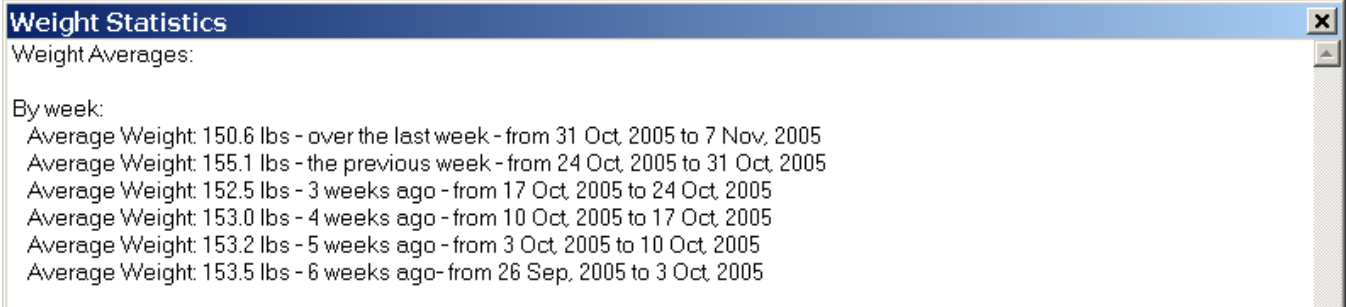 Weight Statistics
Weight Averages:
By week:
Average Weight: 150.6 lbs - over the last week - from 31 Oct, 2005 to 7 Nov, 2005
Average Weight: 155.1 lbs - the previous week - from 24 Oct, 2005 to 31 Oct, 2005
Average Weight: 152.5 lbs - 3 weeks ago - from 17 Oct, 2005 to 24 Oct, 2005
Average Weight: 153.0 lbs - 4 weeks ago - from 10 Oct, 2005 to 17 Oct, 2005
Average Weight: 153.2 lbs - 5 weeks ago - from 3 Oct, 2005 to 10 Oct, 2005
Average Weight: 153.5 lbs - 6 weeks ago- from 26 Sep, 2005 to 3 Oct, 2005